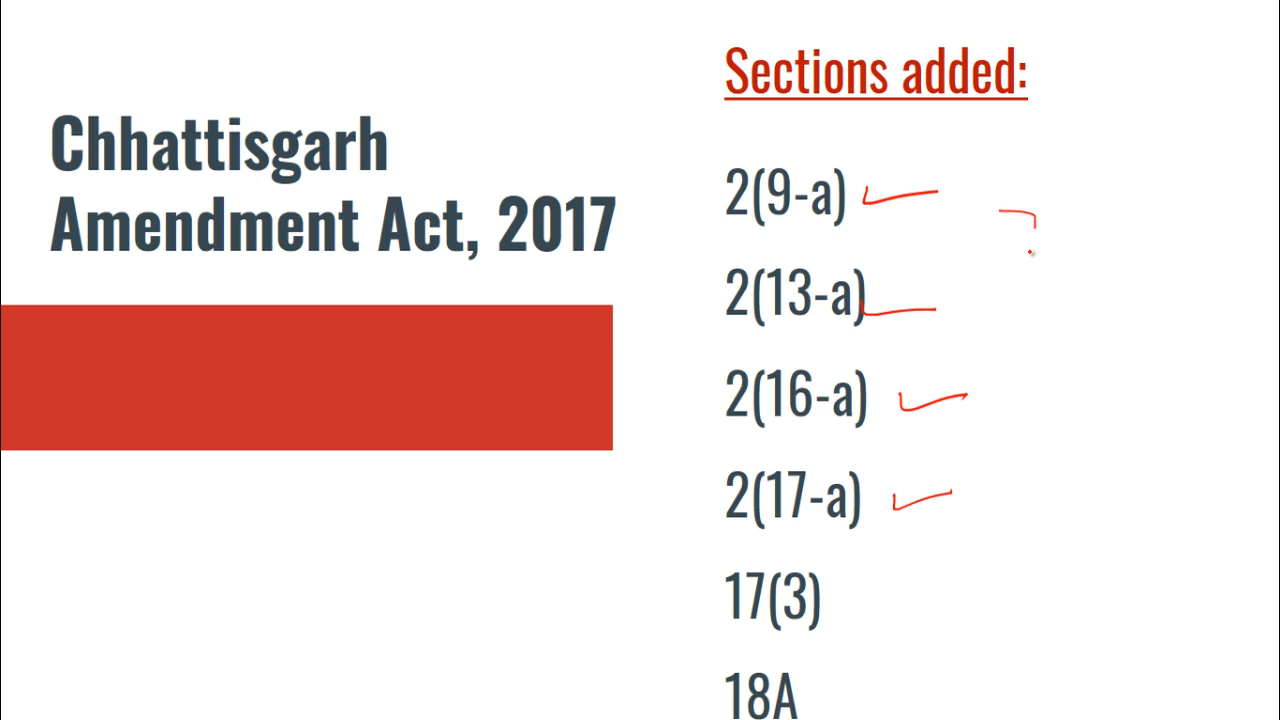 Chhattisgarh
Amendment Act, 2017
Sections added:
2(9-a)
2(13-a)
2(16-a)
2(17-a)
17(3)
18A